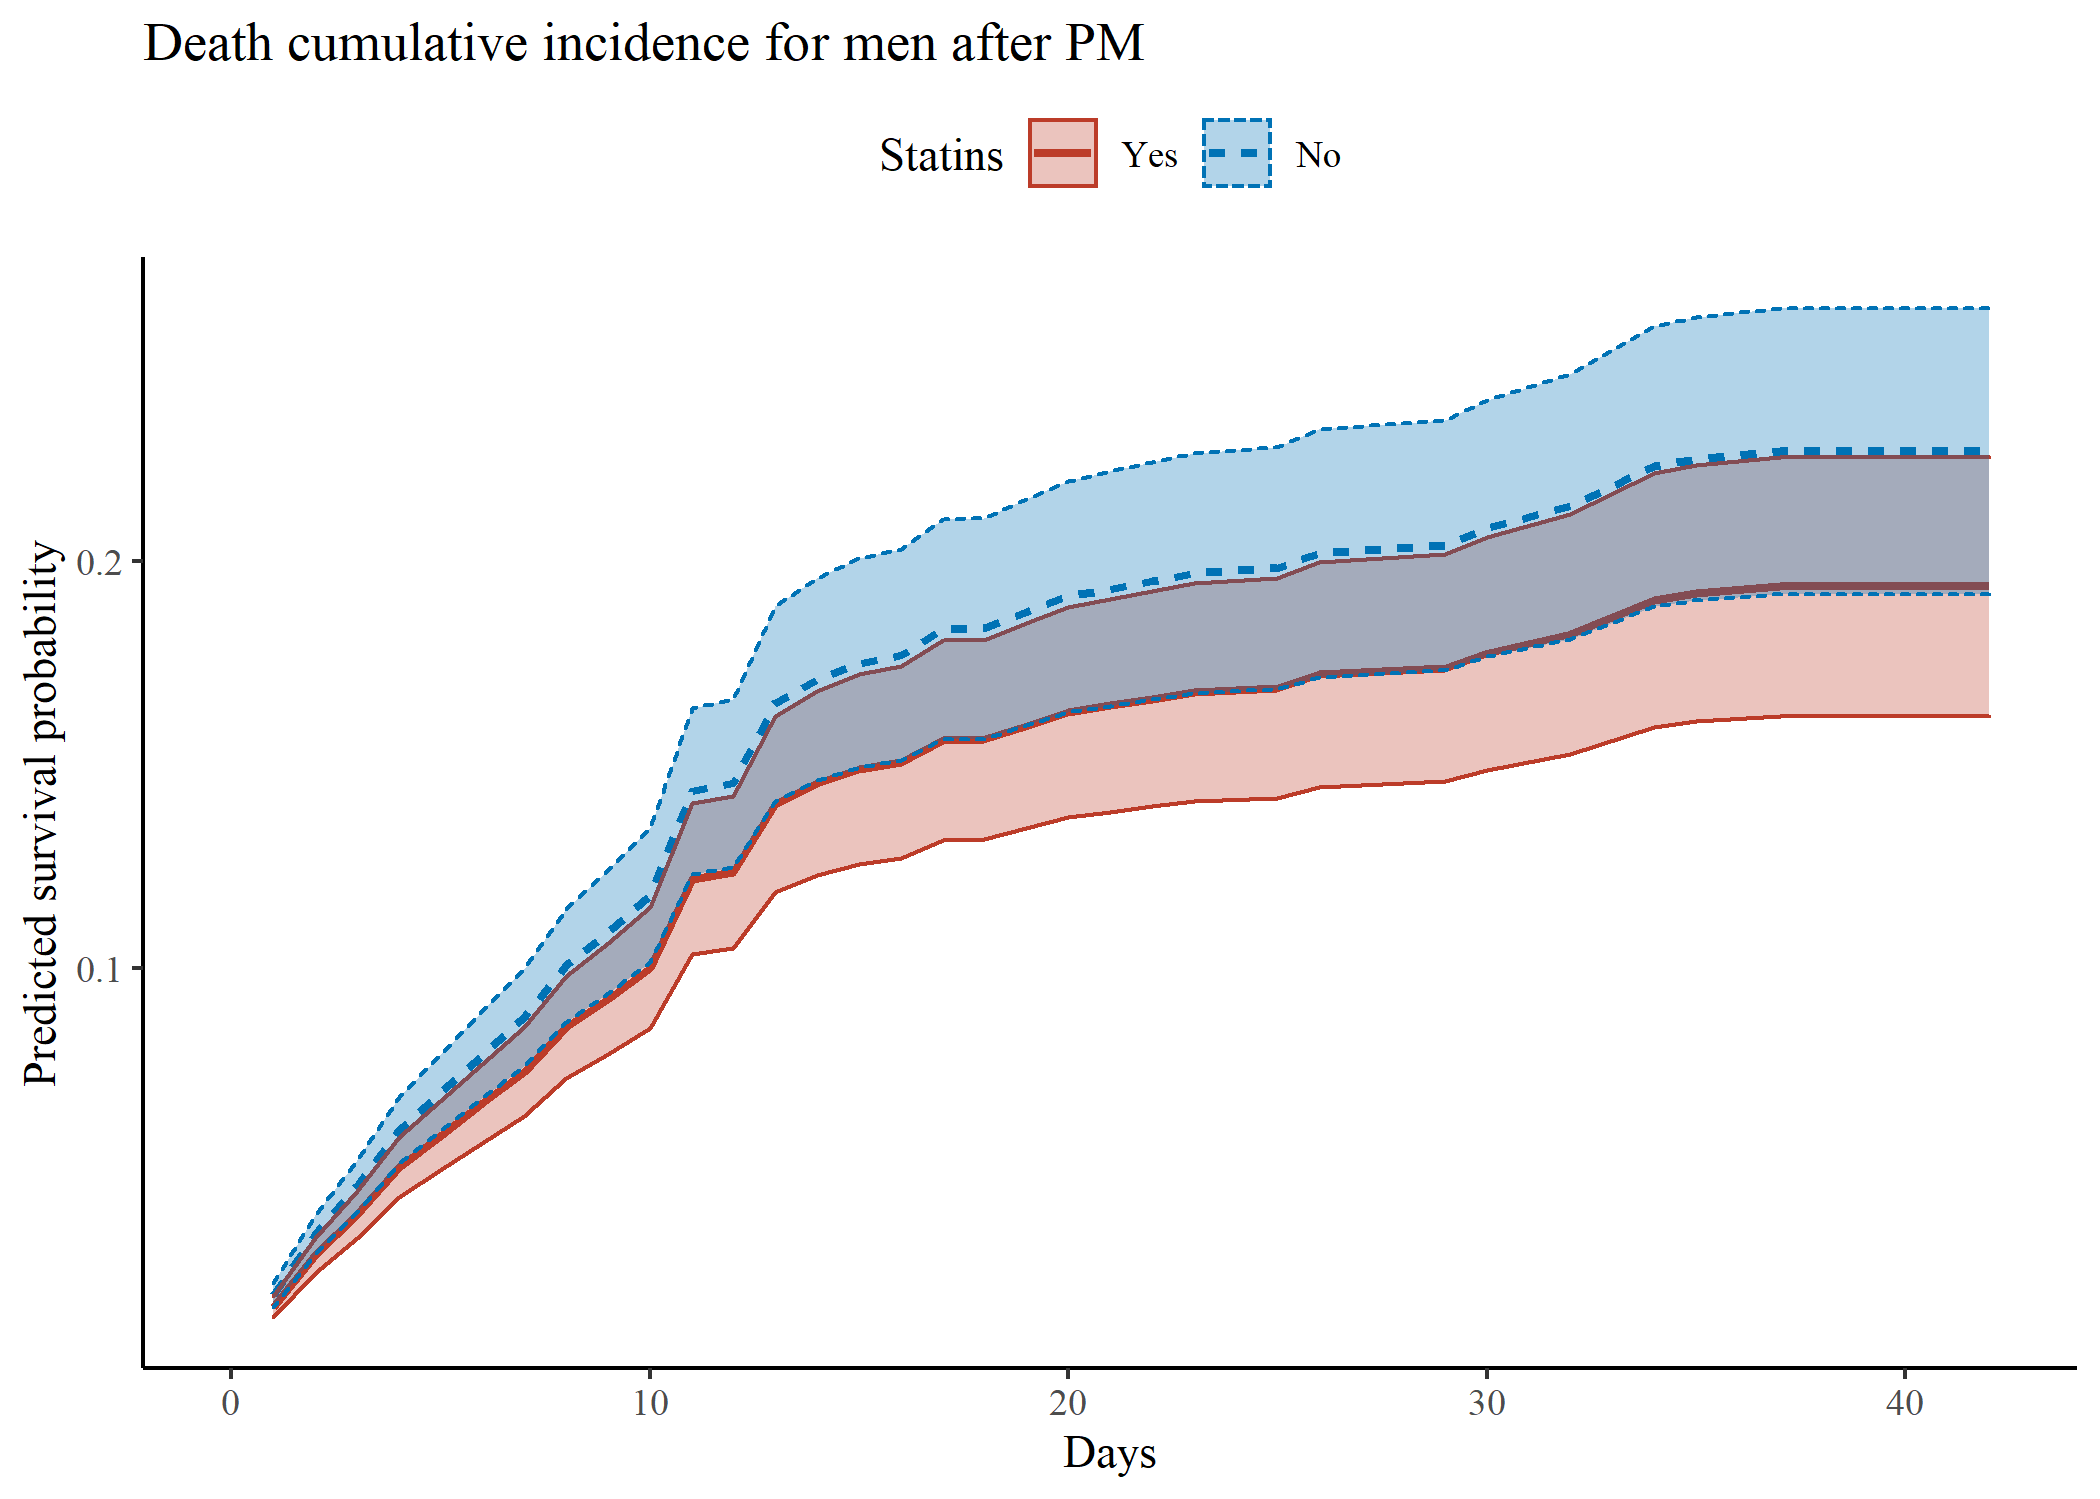 Death cumulative incidence for men after PM
Statins Yes No
Predicted survival probability
0.2
0.1
0 10 20 30 40
Days